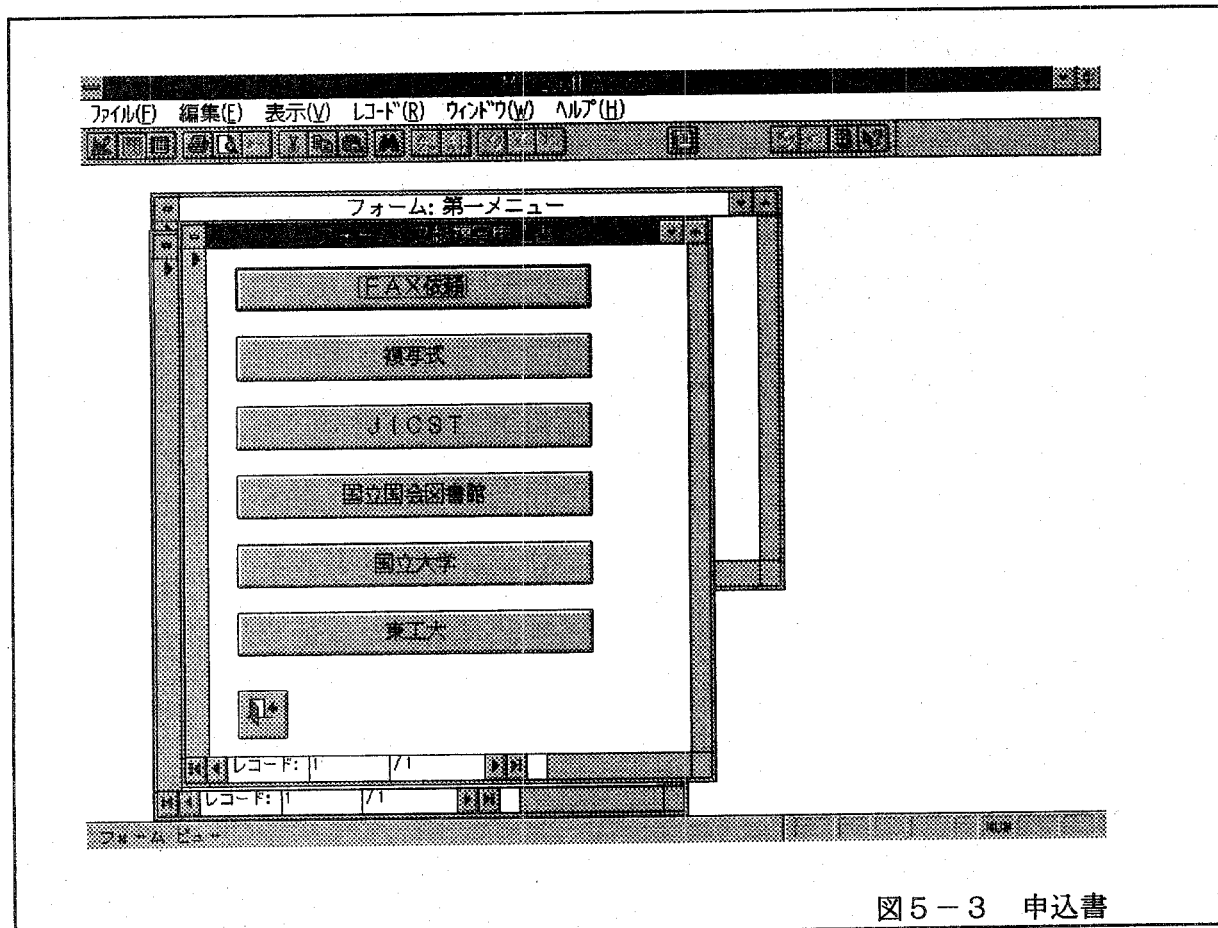 ファイル(F) 編集(E) 表示(V) レコード(R) ウィンドウ(W) ヘルプ(H)
フォーム: 第一メニュー
FAX依頼
複写式
JICST
国立国会図書館
国立大学
東工大
レコード: 1 /1
レコード: 1 /1
フォーム ビュー NUM
図5-3 申込書